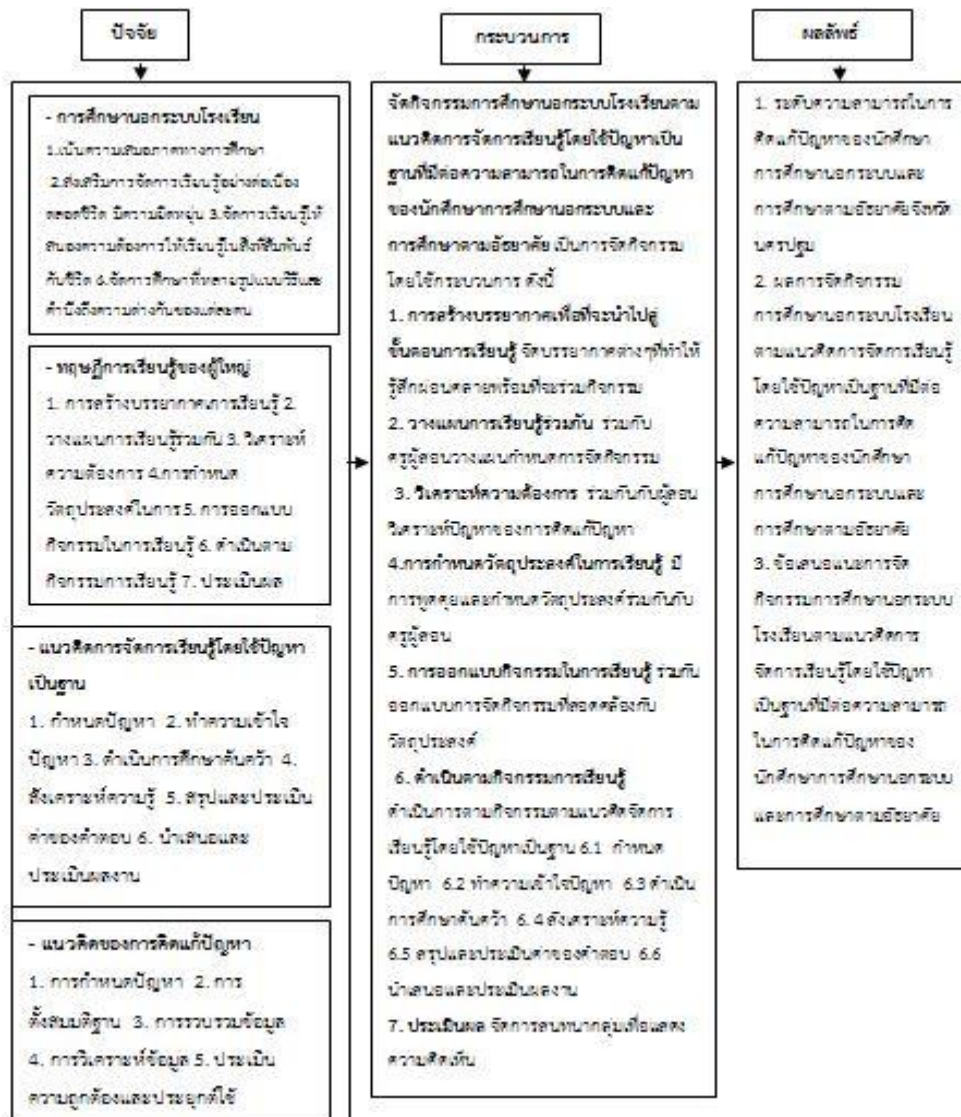 ปัจจัย
- การศึกษานอกระบบโรงเรียน
1.เน้นความเสมอภาคทางการศึกษา
2.ส่งเสริมการจัดการเรียนรู้อย่างต่อเนื่อง
ตลอดชีวิต มีความยืดหยุ่น 3.จัดการเรียนรู้ให้
สนองความต้องการให้เรียนรู้ในสิ่งที่สัมพันธ์
กับชีวิต 6.จัดการศึกษาที่หลายรูปแบบวิธีและ
คำนึงถึงความต่างกันของแต่ละคน
- ทฤษฎีการเรียนรู้ของผู้ใหญ่
1. การสร้างบรรยากาศการเรียนรู้ 2.
วางแผนการเรียนรู้ร่วมกัน 3. วิเคราะห์
ความต้องการ 4.การกำหนด
วัตถุประสงค์ในการ 5. การออกแบบ
กิจกรรมในการเรียนรู้ 6. ดำเนินตาม
กิจกรรมการเรียนรู้ 7. ประเมินผล
- แนวคิดการจัดการเรียนรู้โดยใช้ปัญหา
เป็นฐาน
1. กำหนดปัญหา 2. ทำความเข้าใจ
ปัญหา 3. ดำเนินการศึกษาค้นคว้า 4.
สังเคราะห์ความรู้ 5. สรุปและประเมิน
ค่าของคำตอบ 6. นำเสนอและ
ประเมินผลงาน
- แนวคิดของการคิดแก้ปัญหา
1. การกำหนดปัญหา 2. การ
ตั้งสมมติฐาน 3. การรวบรวมข้อมูล
4. การวิเคราะห์ข้อมูล 5. ประเมิน
ความถูกต้องและประยุกต์ใช้
กระบวนการ
จัดกิจกรรมการศึกษานอกระบบโรงเรียนตาม
แนวคิดการจัดการเรียนรู้โดยใช้ปัญหาเป็น
ฐานที่มีต่อความสามารถในการคิดแก้ปัญหา
ของนักศึกษาการศึกษานอกระบบและ
การศึกษาตามอัธยาศัย เป็นการจัดกิจกรรม
โดยใช้กระบวนการ ดังนี้
1. การสร้างบรรยากาศเพื่อที่จะนำไปสู่
ขั้นตอนการเรียนรู้ จัดบรรยากาศต่างๆที่ทำให้
รู้สึกผ่อนคลายพร้อมที่จะร่วมกิจกรรม
2. วางแผนการเรียนรู้ร่วมกัน ร่วมกับ
ครูผู้สอนวางแผนกำหนดการจัดกิจกรรม
3. วิเคราะห์ความต้องการ ร่วมกันกับผู้สอน
วิเคราะห์ปัญหาของการคิดแก้ปัญหา
4.การกำหนดวัตถุประสงค์ในการเรียนรู้ มี
การพูดคุยและกำหนดวัตถุประสงค์ร่วมกันกับ
ครูผู้สอน
5. การออกแบบกิจกรรมในการเรียนรู้ ร่วมกับ
ออกแบบการจัดกิจกรรมที่สอดคล้องกับ
วัตถุประสงค์
6. ดำเนินตามกิจกรรมการเรียนรู้
ดำเนินการตามกิจกรรมตามแนวคิดจัดการ
เรียนรู้โดยใช้ปัญหาเป็นฐาน 6.1 กำหนด
ปัญหา 6.2 ทำความเข้าใจปัญหา 6.3 ดำเนิน
การศึกษาค้นคว้า 6.4 สังเคราะห์ความรู้
6.5 สรุปและประเมินค่าของคำตอบ 6.6
นำเสนอและประเมินผลงาน
7. ประเมินผล จัดการสนทนากลุ่มเพื่อแสดง
ความคิดเห็น
ผลลัพธ์
1. ระดับความสามารถในการ
คิดแก้ปัญหาของนักศึกษา
การศึกษานอกระบบและ
การศึกษาตามอัธยาศัยจังหวัด
นครปฐม
2. ผลการจัดกิจกรรม
การศึกษานอกระบบโรงเรียน
ตามแนวคิดการจัดการเรียนรู้
โดยใช้ปัญหาเป็นฐานที่มีต่อ
ความสามารถในการคิด
แก้ปัญหาของนักศึกษา
การศึกษานอกระบบและ
การศึกษาตามอัธยาศัย
3. ข้อเสนอแนะการจัด
กิจกรรมการศึกษานอกระบบ
โรงเรียนตามแนวคิดการ
จัดการเรียนรู้โดยใช้ปัญหา
เป็นฐานที่มีต่อความสามารถ
ในการคิดแก้ปัญหาของ
นักศึกษาการศึกษานอกระบบ
และการศึกษาตามอัธยาศัย